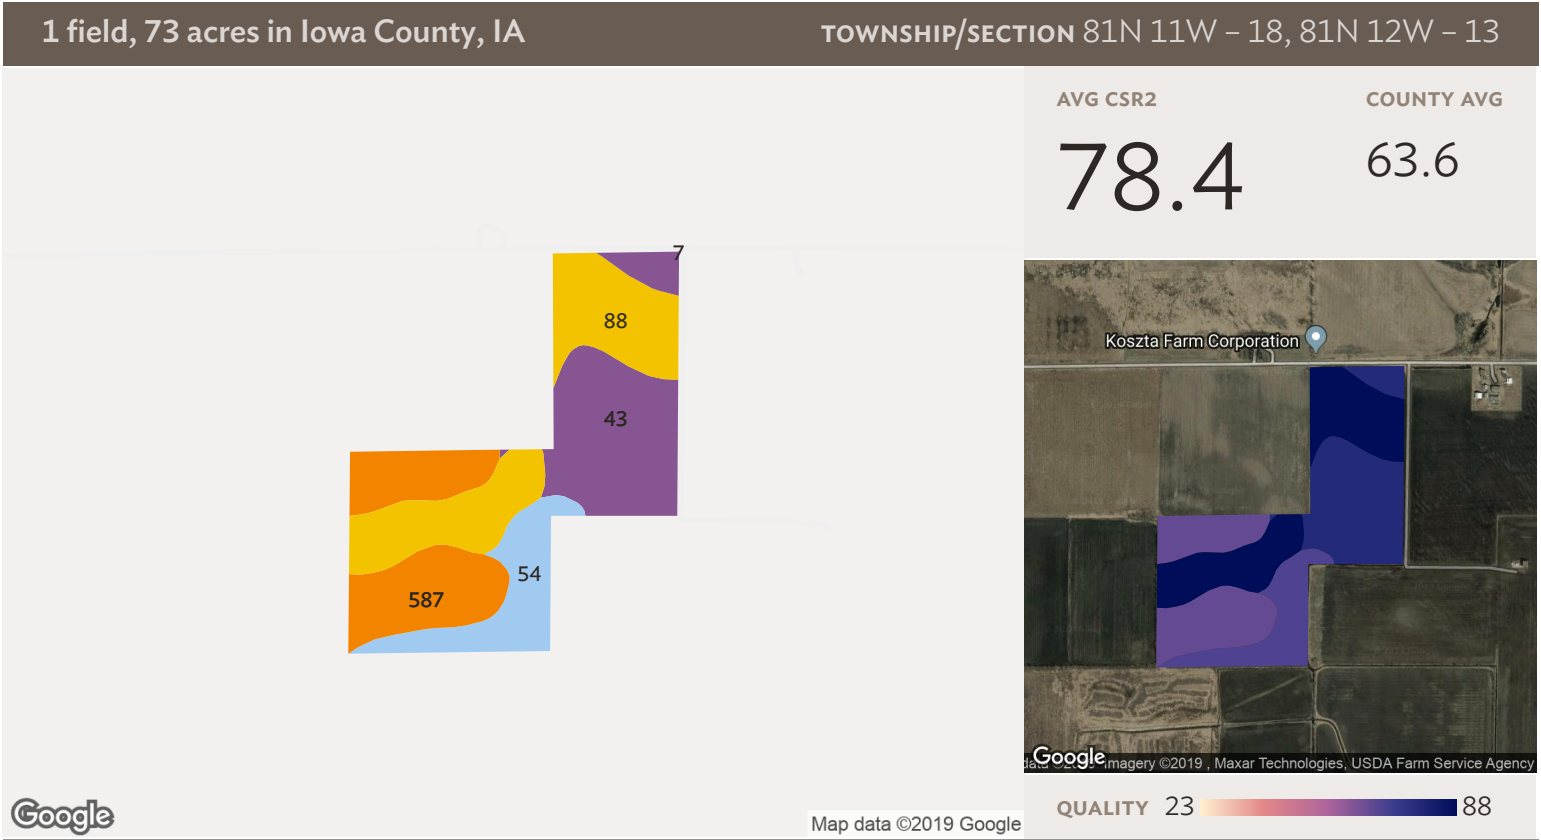 1 field, 73 acres in Iowa County, IA
TOWNSHIP/SECTION 81N 11W – 18, 81N 12W – 13
AVG CSR2
COUNTY AVG
78.4
63.6
7
88
43
54
587
Koszta Farm Corporation
Google
Imagery ©2019 , Maxar Technologies, USDA Farm Service Agency
Google
Map data ©2019 Google
QUALITY 23 88